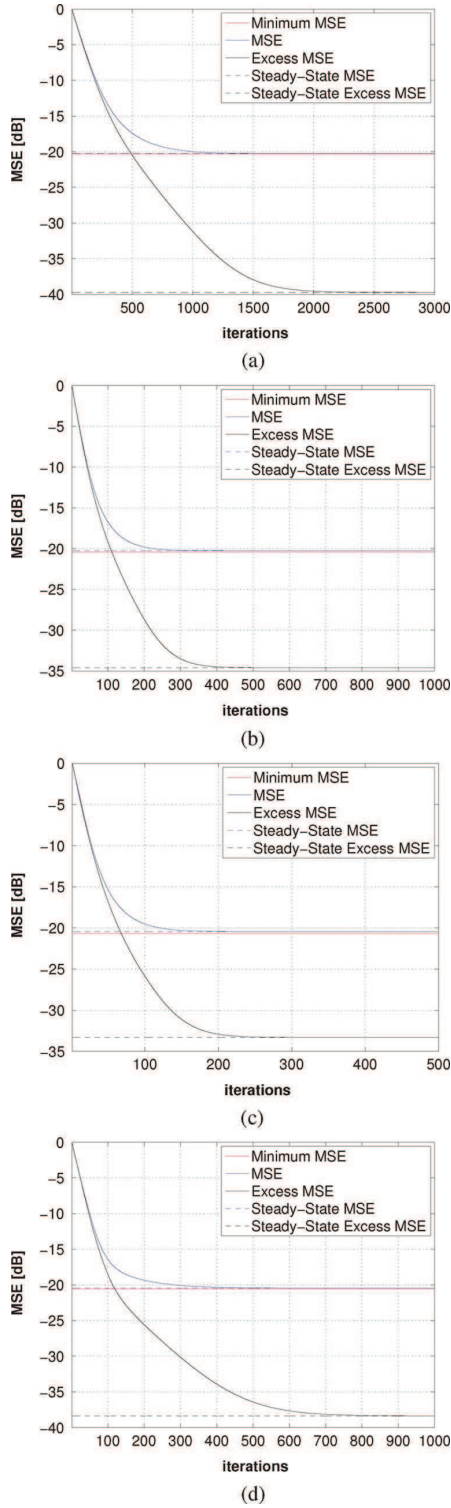 0
−5
−10
−15
−20
−25
−30
−35
−40
MSE [dB]
Minimum MSE
MSE
Excess MSE
Steady−State MSE
Steady−State Excess MSE
500 1000 1500 2000 2500 3000
iterations
(a)
0
−5
−10
−15
−20
−25
−30
−35
MSE [dB]
Minimum MSE
MSE
Excess MSE
Steady−State MSE
Steady−State Excess MSE
100 200 300 400 500 600 700 800 900 1000
iterations
(b)
0
−5
−10
−15
−20
−25
−30
−35
MSE [dB]
Minimum MSE
MSE
Excess MSE
Steady−State MSE
Steady−State Excess MSE
100 200 300 400 500
iterations
(c)
0
−5
−10
−15
−20
−25
−30
−35
−40
MSE [dB]
Minimum MSE
MSE
Excess MSE
Steady−State MSE
Steady−State Excess MSE
100 200 300 400 500 600 700 800 900 1000
iterations
(d)